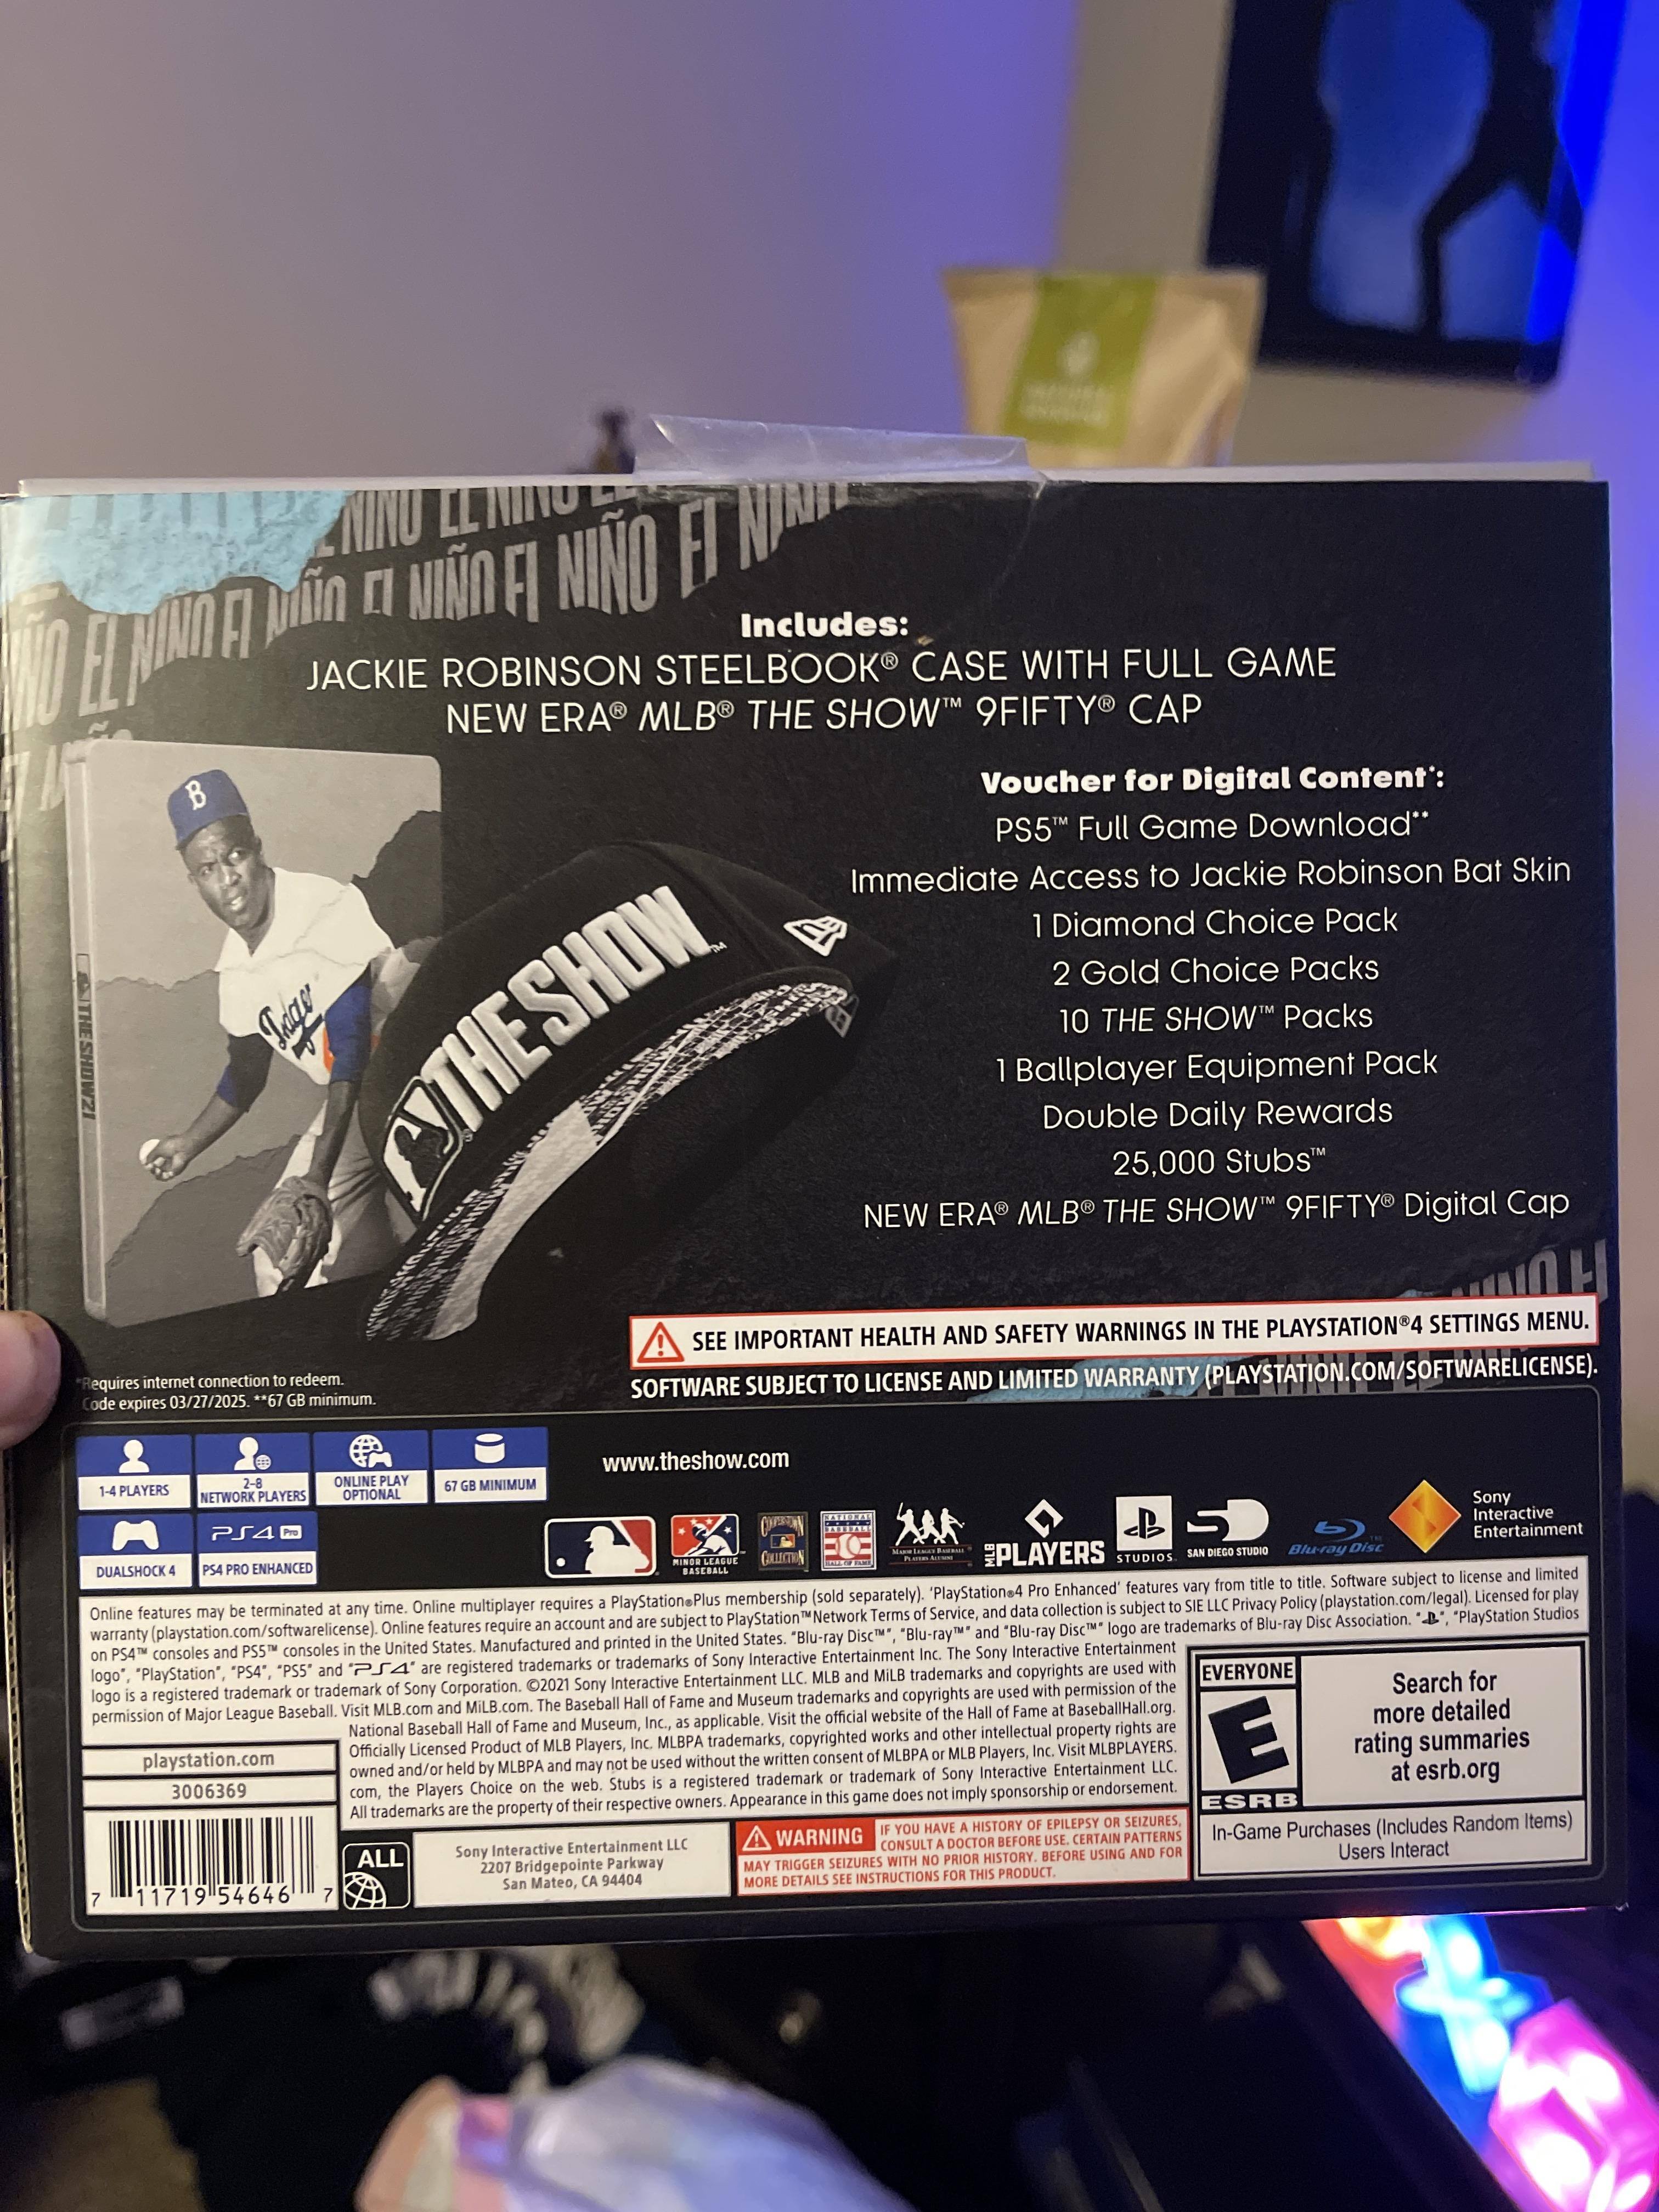 NINO EL NINO EL
ÑO EL NINO EL NIÑO EL NIÑO EL NIÑO EL NINO
Includes:
JACKIE ROBINSON STEELBOOK® CASE WITH FULL GAME
NEW ERA® MLB® THE SHOW™ 9FIFTY® CAP
B
Dodge
THESHOW21
THE SHOW™
Voucher for Digital Content*:
PS5™ Full Game Download**
Immediate Access to Jackie Robinson Bat Skin
1 Diamond Choice Pack
2 Gold Choice Packs
10 THE SHOW™ Packs
1 Ballplayer Equipment Pack
Double Daily Rewards
25,000 Stubs™
NEW ERA® MLB® THE SHOW™ 9FIFTY® Digital Cap
SEE IMPORTANT HEALTH AND SAFETY WARNINGS IN THE PLAYSTATION®4 SETTINGS MENU.
SOFTWARE SUBJECT TO LICENSE AND LIMITED WARRANTY (PLAYSTATION.COM/SOFTWARELICENSE).
*Requires internet connection to redeem.
Code expires 03/27/2025. **67 GB minimum.
1-4 PLAYERS
2-8
NETWORK PLAYERS
ONLINE PLAY
OPTIONAL
67 GB MINIMUM
DUALSHOCK 4
PS4 Pro
PS4 PRO ENHANCED
www.theshow.com
MINOR LEAGUE
BASEBALL
COOPERSTOWN
COLLECTION
NATIONAL
BASEBALL
HALL OF FAME
MAJOR LEAGUE BASEBALL
PLAYERS ALUMNI
MLB PLAYERS
STUDIOS
SAN DIEGO STUDIO
Blu-ray Disc
Sony
Interactive
Entertainment
Online features may be terminated at any time. Online multiplayer requires a PlayStation®Plus membership (sold separately). 'PlayStation®4 Pro Enhanced' features vary from title to title. Software subject to license and limited
warranty (playstation.com/softwarelicense). Online features require an account and are subject to PlayStation™Network Terms of Service, and data collection is subject to SIE LLC Privacy Policy (playstation.com/legal). Licensed for play
on PS4™ consoles and PS5™ consoles in the United States. Manufactured and printed in the United States. "Blu-ray Disc™", "Blu-ray™" and "Blu-ray Disc™" logo are trademarks of Blu-ray Disc Association. "", "PlayStation Studios
logo", "PlayStation", "PS4", "PS5" and "PS4" are registered trademarks or trademarks of Sony Interactive Entertainment Inc. The Sony Interactive Entertainment
logo is a registered trademark or trademark of Sony Corporation. ©2021 Sony Interactive Entertainment LLC. MLB and MiLB trademarks and copyrights are used with
permission of Major League Baseball. Visit MLB.com and MiLB.com. The Baseball Hall of Fame and Museum trademarks and copyrights are used with permission of the
National Baseball Hall of Fame and Museum, Inc., as applicable. Visit the official website of the Hall of Fame at BaseballHall.org.
Officially Licensed Product of MLB Players, Inc. MLBPA trademarks, copyrighted works and other intellectual property rights are
owned and/or held by MLBPA and may not be used without the written consent of MLBPA or MLB Players, Inc. Visit MLBPLAYERS.
com, the Players Choice on the web. Stubs is a registered trademark or trademark of Sony Interactive Entertainment LLC.
All trademarks are the property of their respective owners. Appearance in this game does not imply sponsorship or endorsement.
playstation.com
3006369
7 11719 54646 7
ALL
Sony Interactive Entertainment LLC
2207 Bridgepointe Parkway
San Mateo, CA 94404
WARNING IF YOU HAVE A HISTORY OF EPILEPSY OR SEIZURES,
CONSULT A DOCTOR BEFORE USE. CERTAIN PATTERNS
MAY TRIGGER SEIZURES WITH NO PRIOR HISTORY. BEFORE USING AND FOR
MORE DETAILS SEE INSTRUCTIONS FOR THIS PRODUCT.
EVERYONE
E
ESRB
Search for
more detailed
rating summaries
at esrb.org
In-Game Purchases (Includes Random Items)
Users Interact